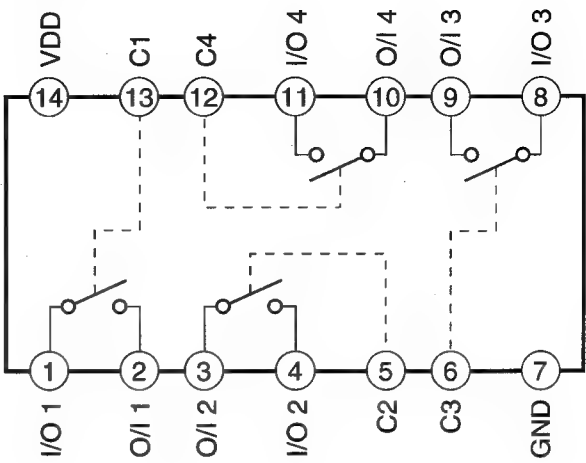 VDD
C1
C4
I/O 4
O/I 4
O/I 3
I/O 3
14
13
12
11
10
9
8
1
2
3
4
5
6
7
I/O 1
O/I 1
O/I 2
I/O 2
C2
C3
GND